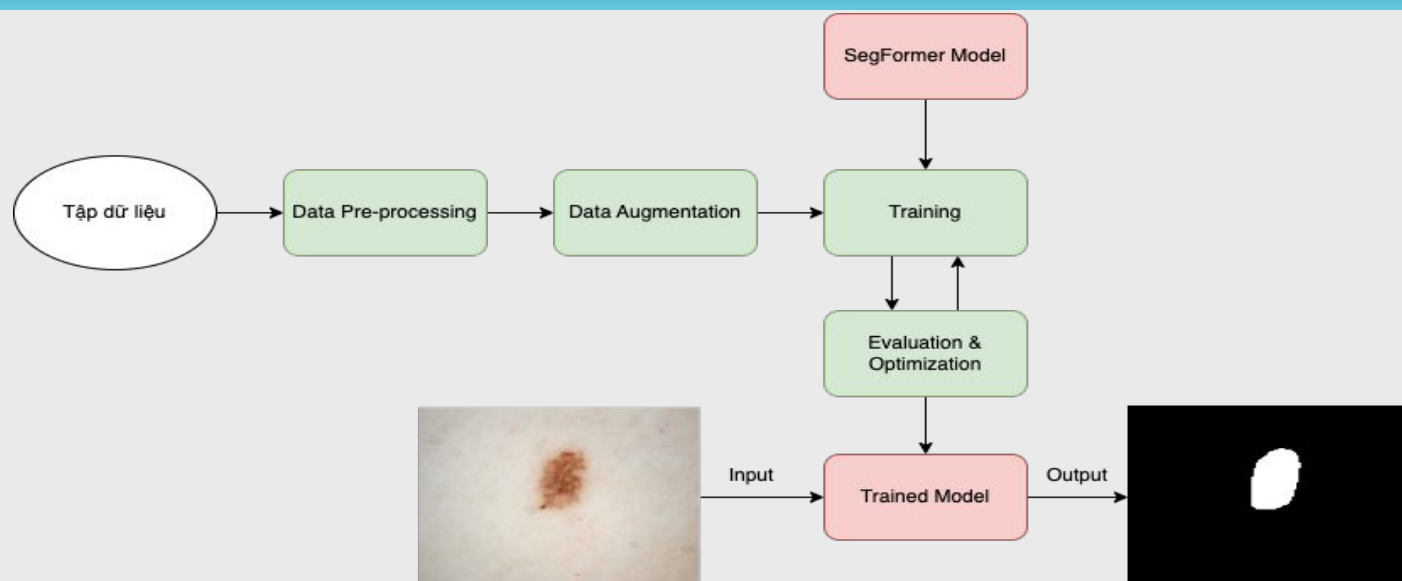 SegFormer Model
Tập dữ liệu
Data Pre-processing
Data Augmentation
Training
Evaluation &
Optimization
Input
Trained Model
Output